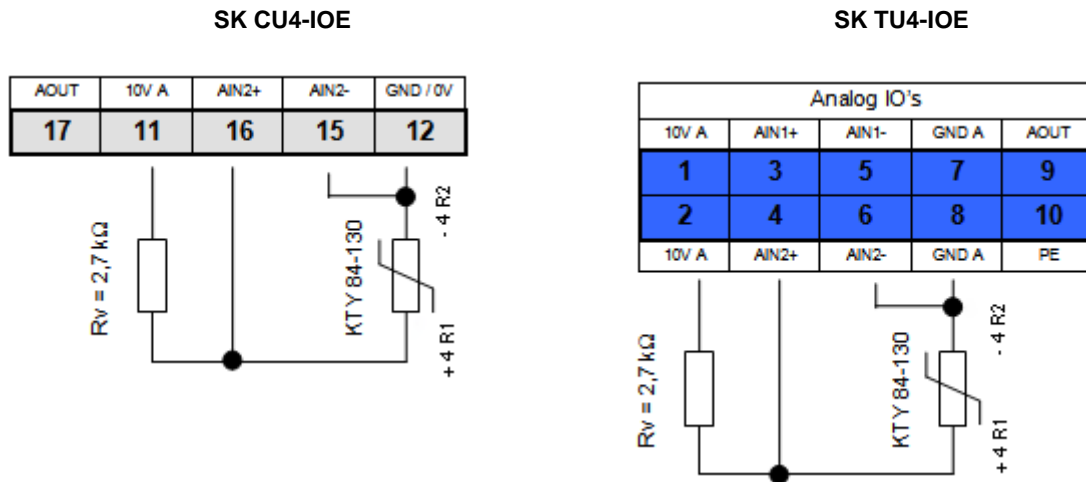 SK CU4-IOE
AOUT 10V A AIN2+ AIN2- GND / 0V
17 11 16 15 12
Rv = 2,7 kΩ
KTY 84-130
- 4 R2
+ 4 R1
SK TU4-IOE
Analog IO's
10V A AIN1+ AIN1- GND A AOUT
1 3 5 7 9
2 4 6 8 10
10V A AIN2+ AIN2- GND A PE
Rv = 2,7 kΩ
KTY 84-130
- 4 R2
+ 4 R1